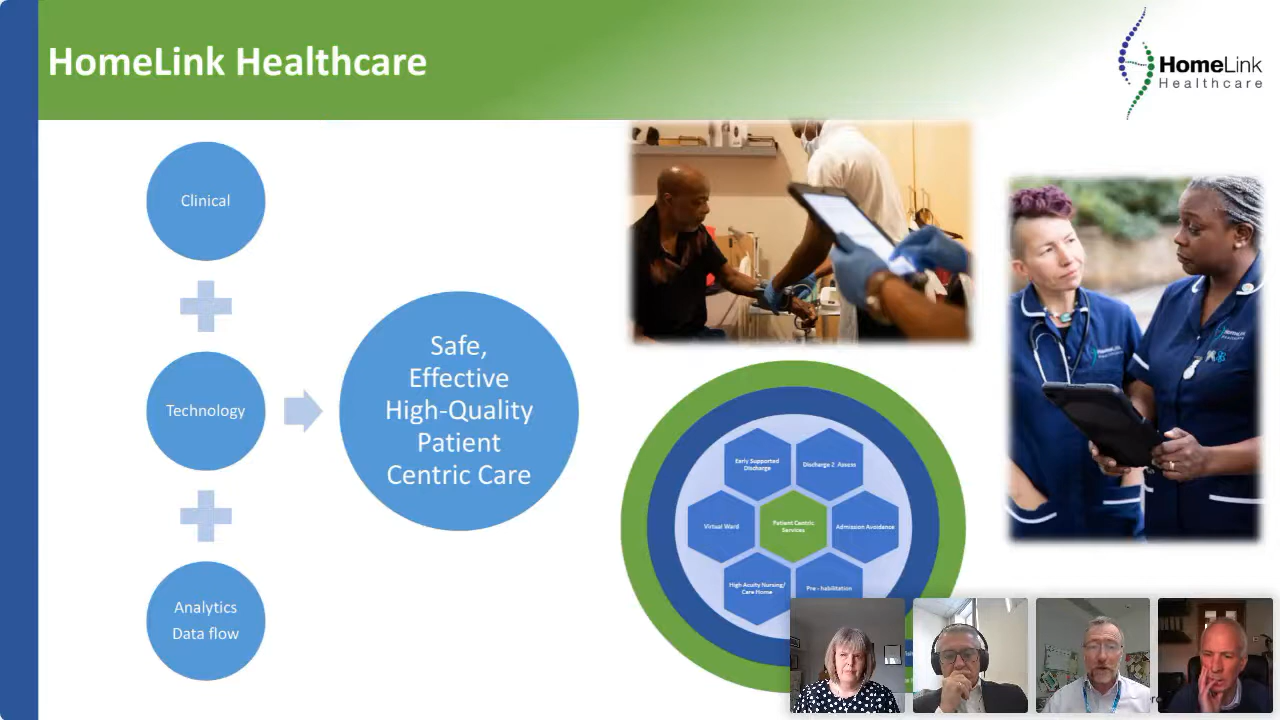 HomeLink Healthcare
HomeLink
Healthcare
Clinical
Technology
Analytics
Data flow
Safe,
Effective
High-Quality
Patient
Centric Care
Early Supported
Discharge
Discharge 2 Assess
Virtual Ward
Patient Centric
Services
Admission Avoidance
High Acuity Nursing/
Care Home
Pre - habilitation
HomeLink